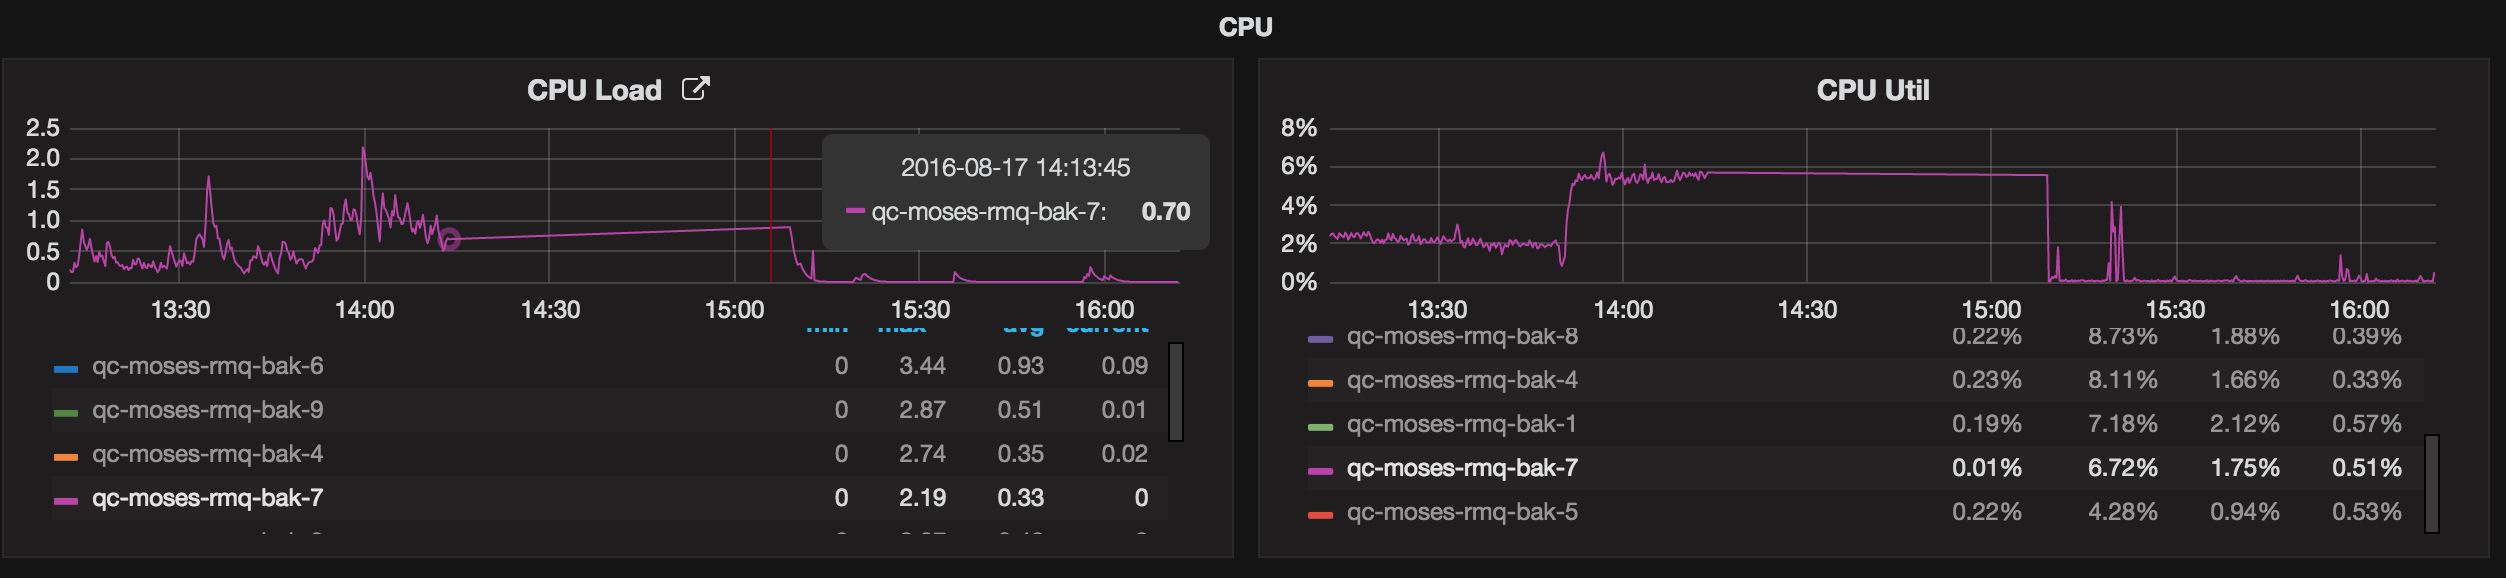 CPU
CPU Load
2.5
2.0
1.5
1.0
0.5
0
13:30 14:00 14:30 15:00 15:30 16:00
2016-08-17 14:13:45
qc-moses-rmq-bak-7: 0.70
min max avg current
qc-moses-rmq-bak-6 0 3.44 0.93 0.09
qc-moses-rmq-bak-9 0 2.87 0.51 0.01
qc-moses-rmq-bak-4 0 2.74 0.35 0.02
qc-moses-rmq-bak-7 0 2.19 0.33 0
CPU Util
8%
6%
4%
2%
0%
13:30 14:00 14:30 15:00 15:30 16:00
qc-moses-rmq-bak-8 0.22% 8.73% 1.88% 0.39%
qc-moses-rmq-bak-4 0.23% 8.11% 1.66% 0.33%
qc-moses-rmq-bak-1 0.19% 7.18% 2.12% 0.57%
qc-moses-rmq-bak-7 0.01% 6.72% 1.75% 0.51%
qc-moses-rmq-bak-5 0.22% 4.28% 0.94% 0.53%